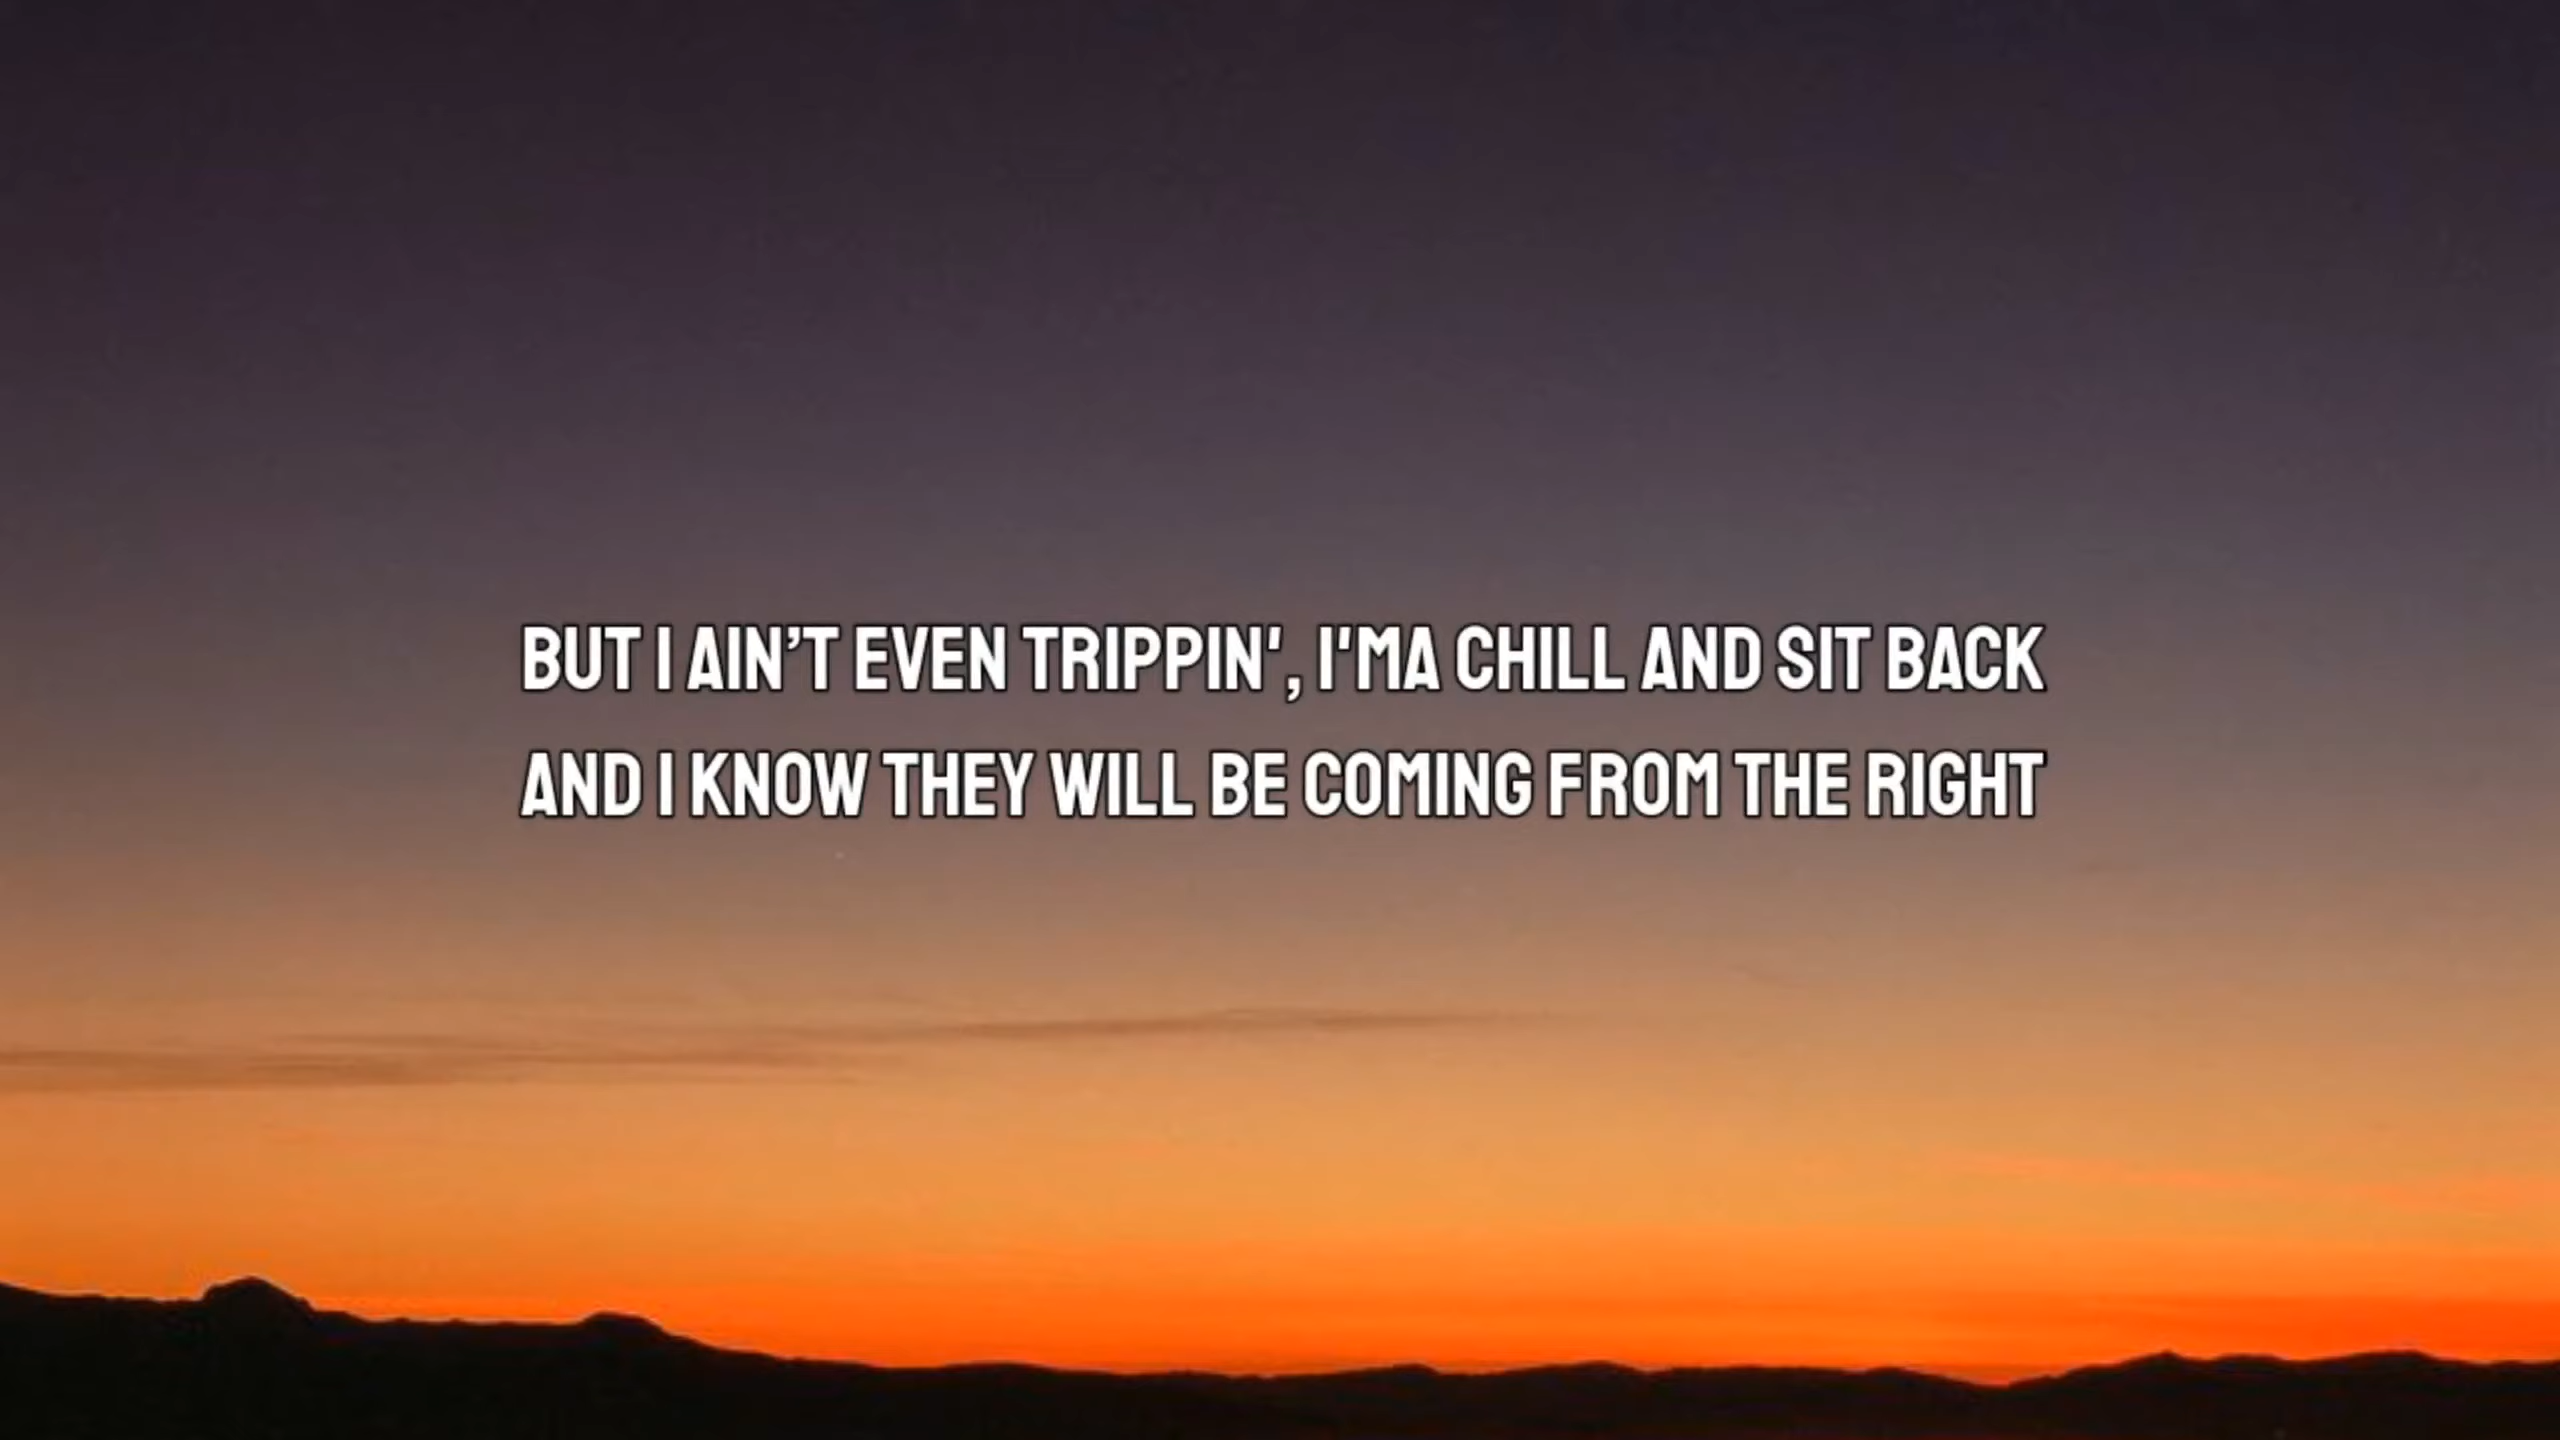 BUT I AIN’T EVEN TRIPPIN', I'MA CHILL AND SIT BACK
AND I KNOW THEY WILL BE COMING FROM THE RIGHT